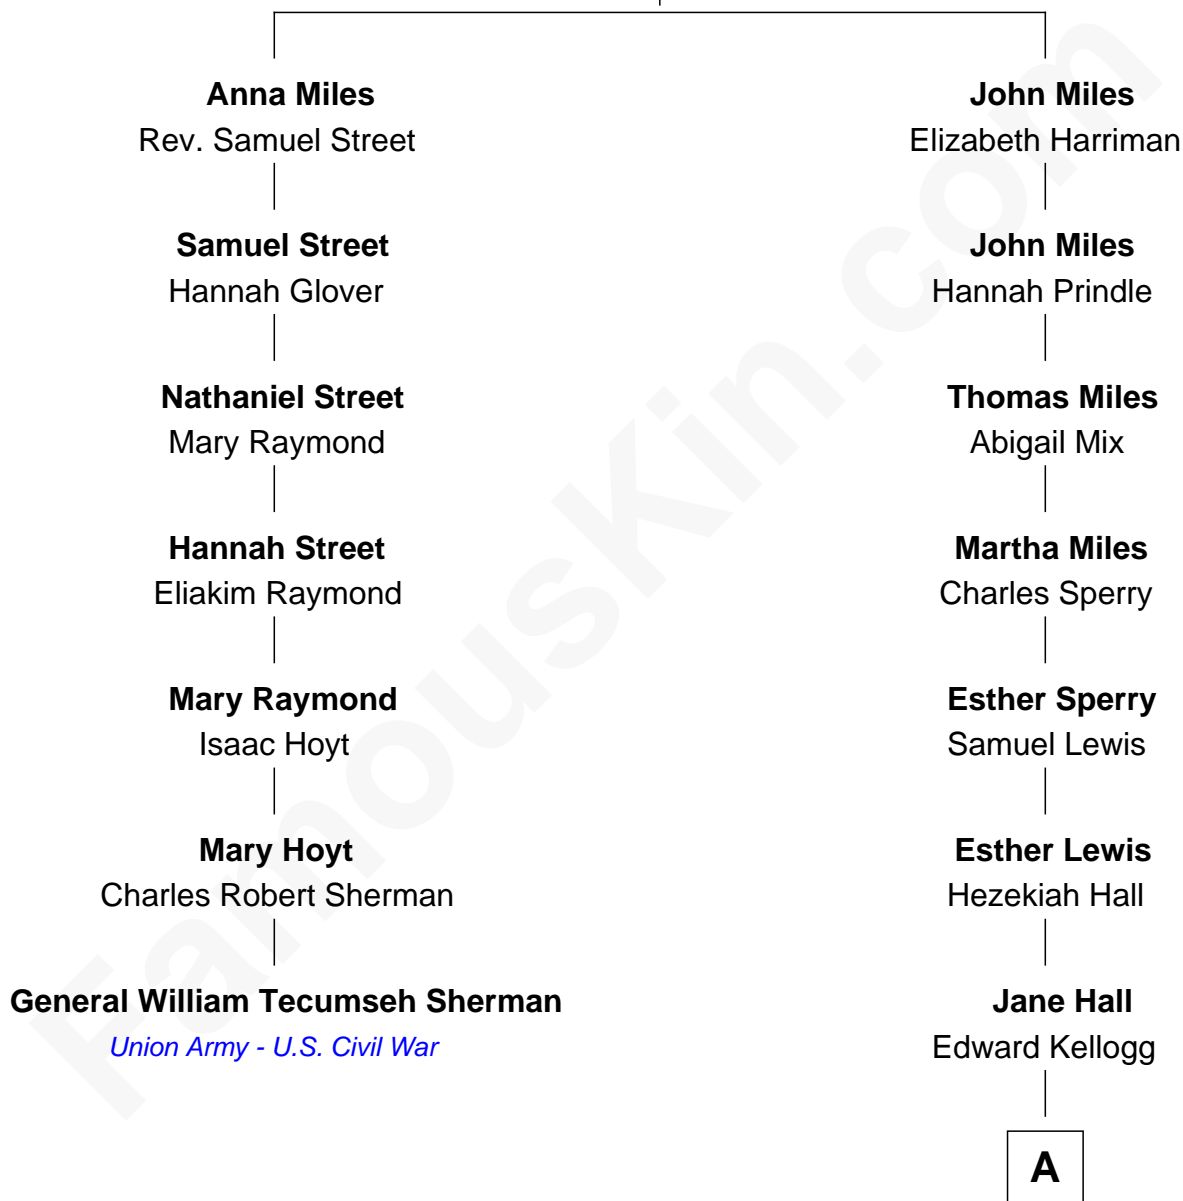 Anna Miles
Rev. Samuel Street
Samuel Street
Hannah Glover
Nathaniel Street
Mary Raymond
Hannah Street
Eliakim Raymond
Mary Raymond
Isaac Hoyt
Mary Hoyt
Charles Robert Sherman
General William Tecumseh Sherman
Union Army - U.S. Civil War
John Miles
Elizabeth Harriman
John Miles
Hannah Prindle
Thomas Miles
Abigail Mix
Martha Miles
Charles Sperry
Esther Sperry
Samuel Lewis
Esther Lewis
Hezekiah Hall
Jane Hall
Edward Kellogg
A
FamousKin.com